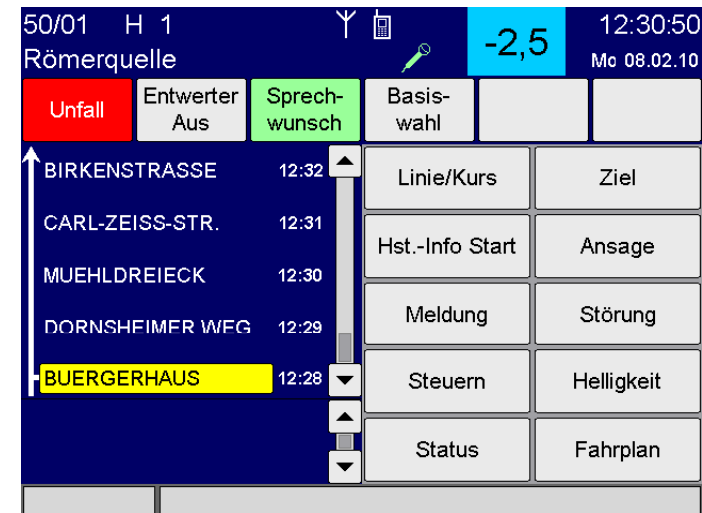 50/01 H 1
-2,5
12:30:50
Römerquelle
Mo 08.02.10
Unfall
Entwerter
Aus
Sprech-
wunsch
Basis-
wahl
BIRKENSTRASSE 12:32
CARL-ZEISS-STR. 12:31
MUEHLDREIECK 12:30
DORNSHEIMER WEG 12:29
BUERGERHAUS 12:28
Linie/Kurs
Ziel
Hst.-Info Start
Ansage
Meldung
Störung
Steuern
Helligkeit
Status
Fahrplan